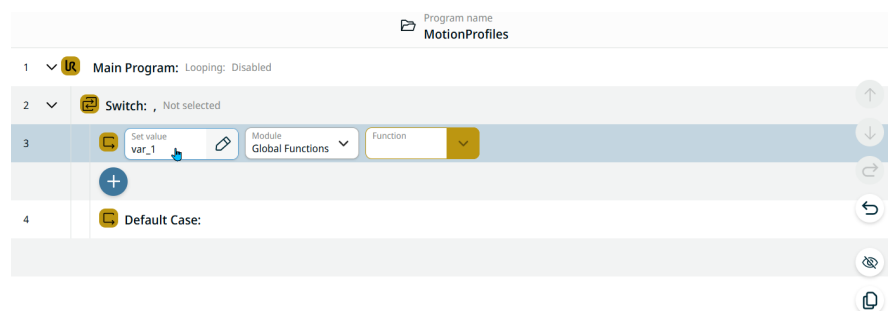 Program name
MotionProfiles
1 Main Program: Looping: Disabled
2 Switch: , Not selected
3 Set value var_1 Module Global Functions Function
4 Default Case: